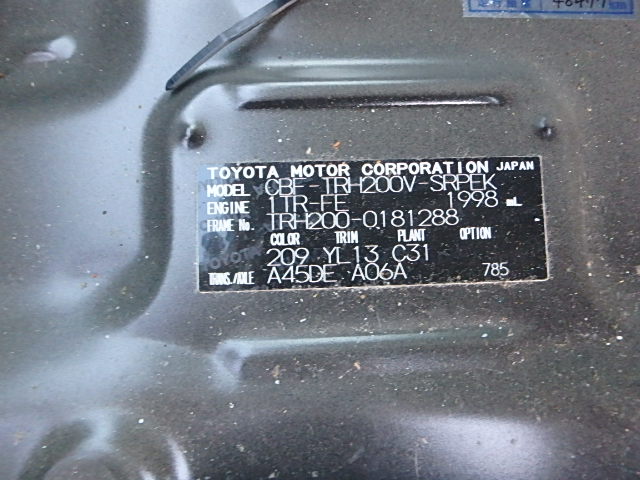 TOYOTA MOTOR CORPORATION JAPAN
MODEL CBF-TRH200V-SRPEK
ENGINE 1TR-FE 1998 mL
FRAME No. TRH200-0181288
COLOR TRIM PLANT OPTION
209 YL13 C31
TRANS./AXLE A45DE A06A 785